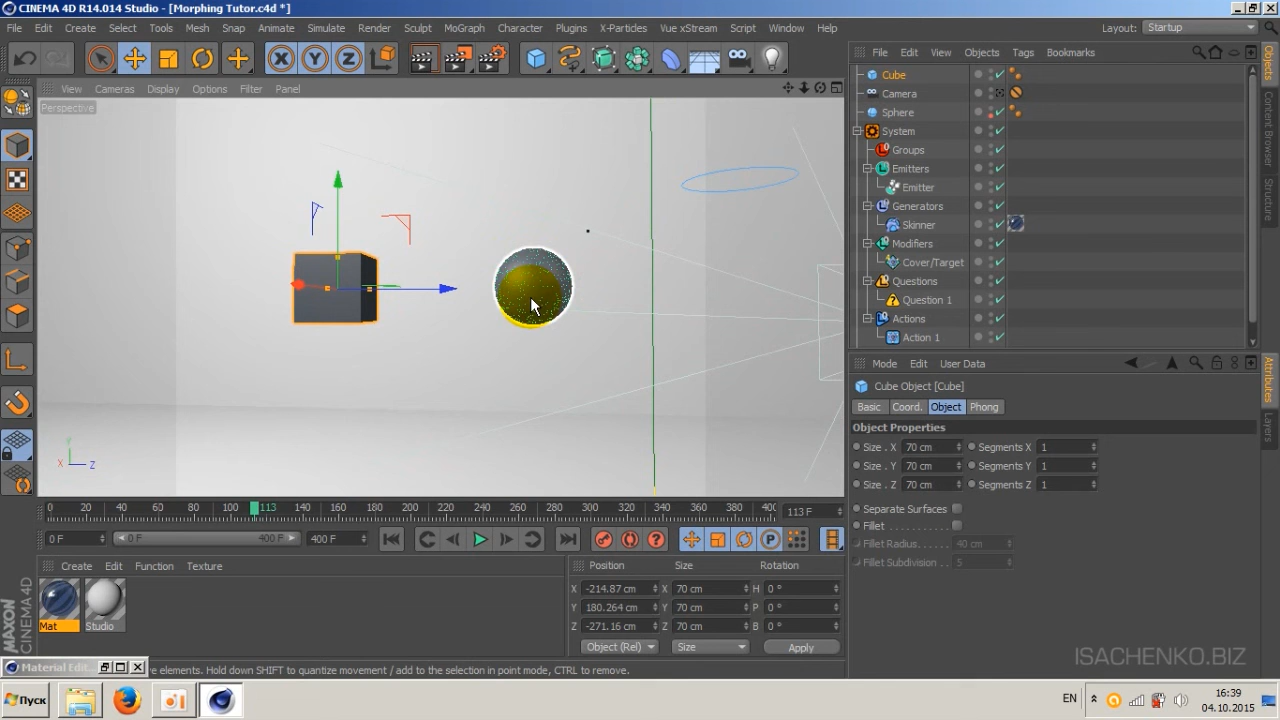 CINEMA 4D R14.014 Studio - [Morphing Tutor.c4d *]
File Edit Create Select Tools Mesh Snap Animate Simulate Render Sculpt MoGraph Character Plugins X-Particles Vue xStream Script Window Help
Layout: Startup
File Edit View Objects Tags Bookmarks
View Cameras Display Options Filter Panel
Perspective
Cube
Camera
Sphere
System
Groups
Emitters
Emitter
Generators
Skinner
Modifiers
Cover/Target
Questions
Question 1
Actions
Action 1
Objects
Content Browser
Structure
Mode Edit User Data
Cube Object [Cube]
Basic Coord. Object Phong
Object Properties
Size . X 70 cm Segments X 1
Size . Y 70 cm Segments Y 1
Size . Z 70 cm Segments Z 1
Separate Surfaces
Fillet
Fillet Radius 40 cm
Fillet Subdivision 5
Attributes
Layers
Y
X Z
X Y Z
0 20 40 60 80 100 113 140 160 180 200 220 240 260 280 300 320 340 360 380 400
113 F
0 F 0 F 400 F 400 F
Create Edit Function Texture
Mat Studio
Position Size Rotation
X -214.87 cm X 70 cm H 0 °
Y 180.264 cm Y 70 cm P 0 °
Z -271.16 cm Z 70 cm B 0 °
Object (Rel) Size Apply
MAXON CINEMA 4D
Material Edit...
ve elements. Hold down SHIFT to quantize movement / add to the selection in point mode, CTRL to remove.
ISACHENKO.BIZ
Пуск
EN
16:39
04.10.2015